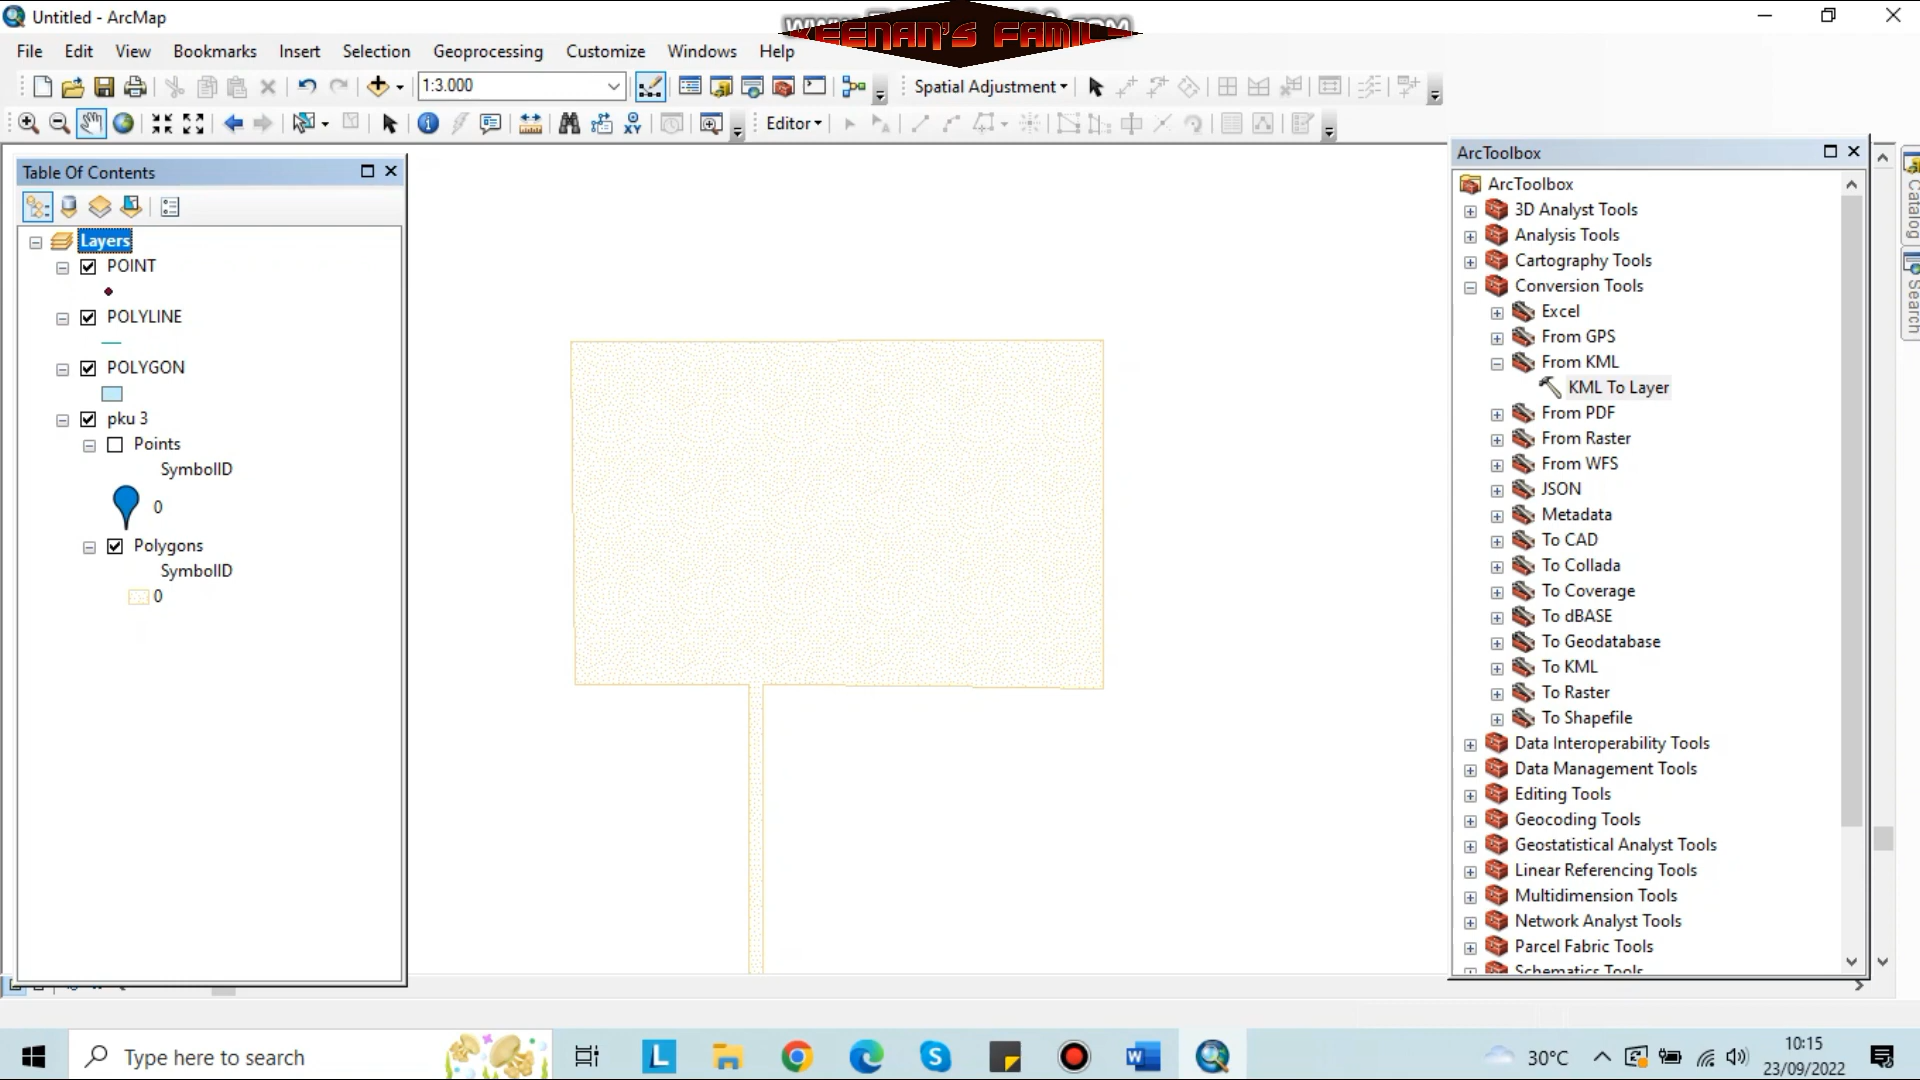 Untitled - ArcMap
KEENAN'S FAMILY
File Edit View Bookmarks Insert Selection Geoprocessing Customize Windows Help
1:3.000
Spatial Adjustment
Editor
Table Of Contents
Layers
POINT
POLYLINE
POLYGON
pku 3
Points
SymbolID
0
Polygons
SymbolID
0
ArcToolbox
ArcToolbox
3D Analyst Tools
Analysis Tools
Cartography Tools
Conversion Tools
Excel
From GPS
From KML
KML To Layer
From PDF
From Raster
From WFS
JSON
Metadata
To CAD
To Collada
To Coverage
To dBASE
To Geodatabase
To KML
To Raster
To Shapefile
Data Interoperability Tools
Data Management Tools
Editing Tools
Geocoding Tools
Geostatistical Analyst Tools
Linear Referencing Tools
Multidimension Tools
Network Analyst Tools
Parcel Fabric Tools
Schematics Tools
Catalog
Search
Type here to search
30°C
10:15
23/09/2022